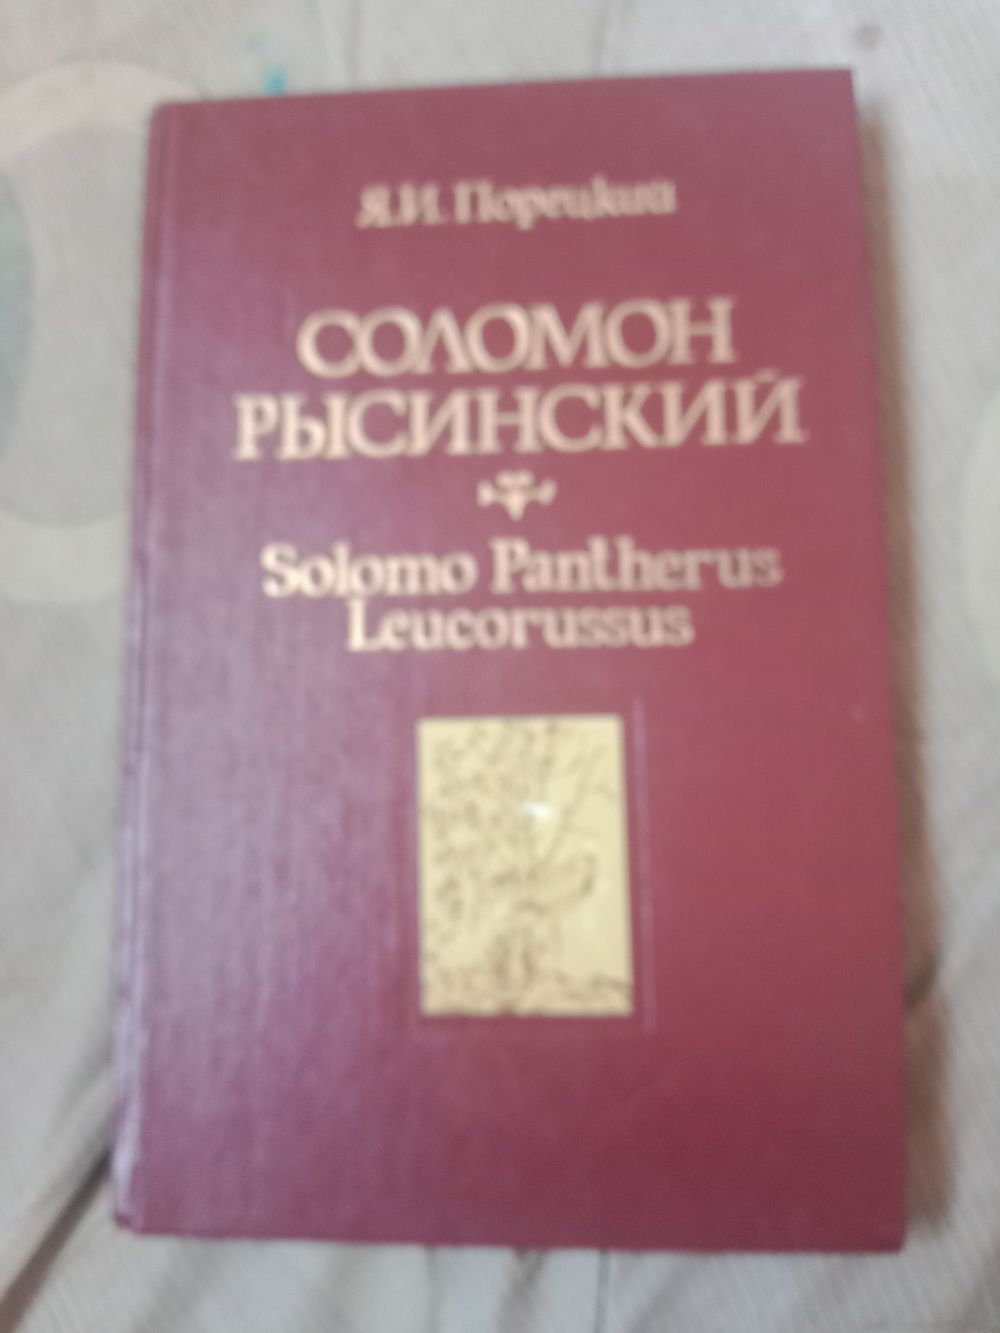 Я.И. Порецкий
СОЛОМОН
РЫСИНСКИЙ
Solomo Pantherus
Leucorussus